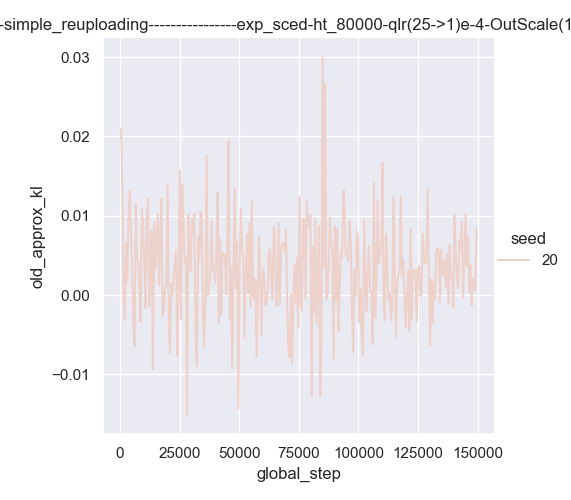 -simple_reuploading----------------exp_sced-ht_80000-qlr(25->1)e-4-OutScale(1
0.03
0.02
0.01
0.00
−0.01
old_approx_kl
0 25000 50000 75000 100000 125000 150000
global_step
seed
20